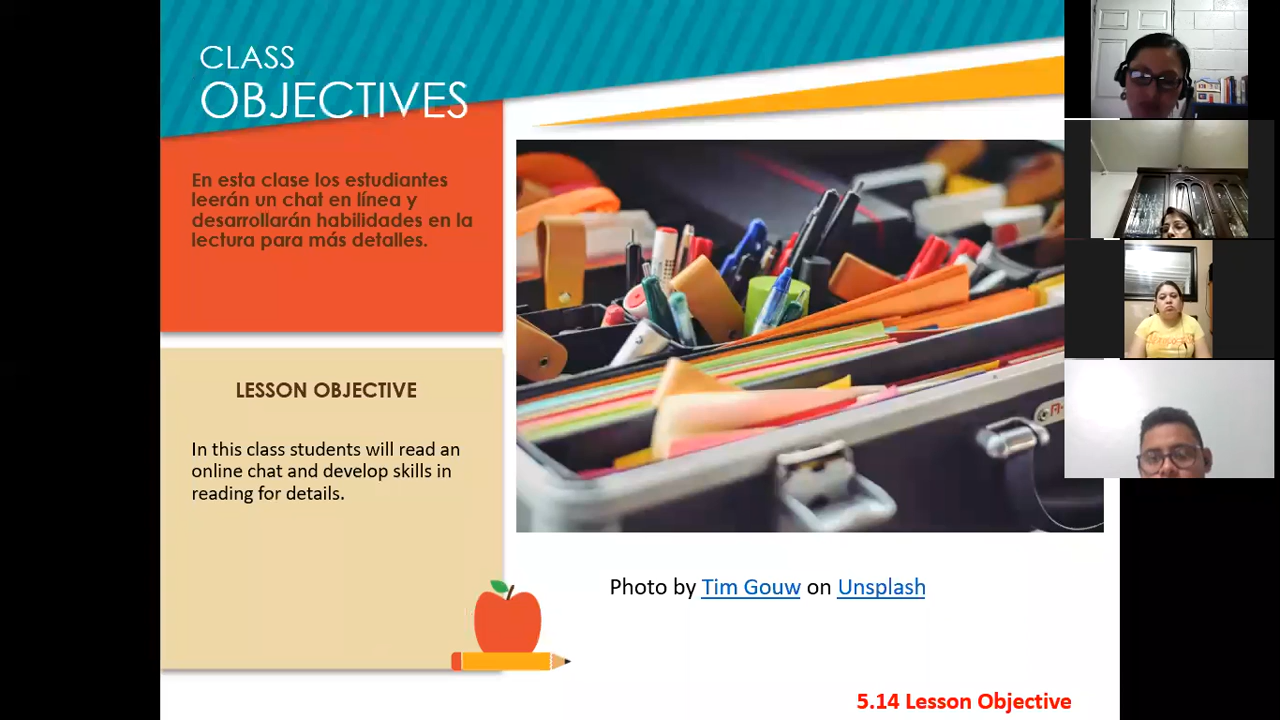 CLASS
OBJECTIVES
En esta clase los estudiantes
leerán un chat en línea y
desarrollarán habilidades en la
lectura para más detalles.
LESSON OBJECTIVE
In this class students will read an
online chat and develop skills in
reading for details.
Photo by Tim Gouw on Unsplash
5.14 Lesson Objective